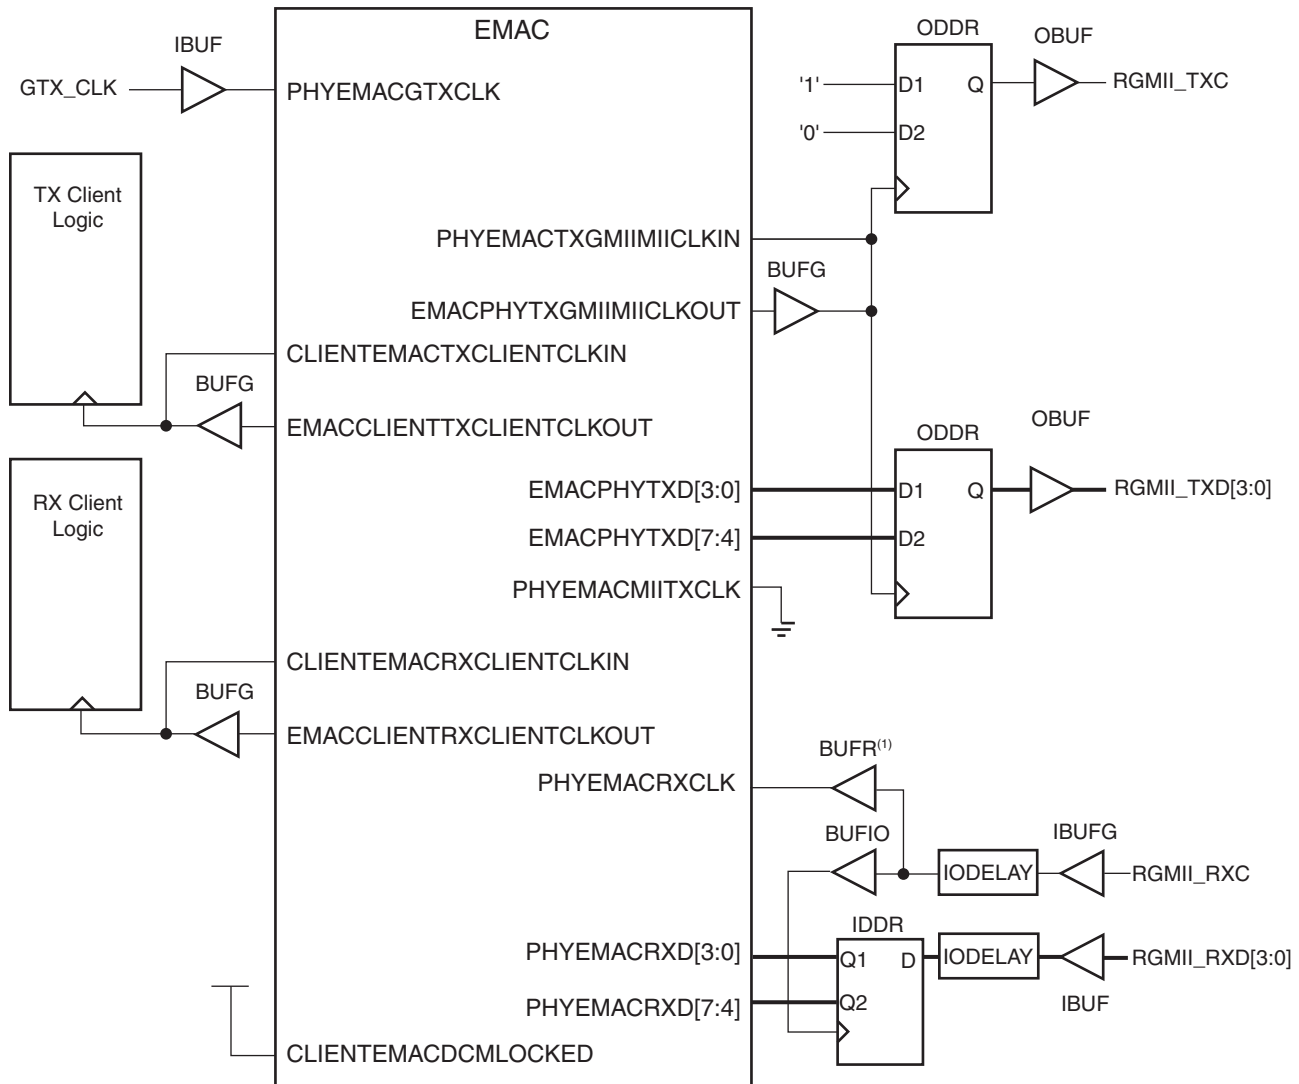 EMAC
IBUF
GTX_CLK
PHYEMACGTXCLK
ODDR
OBUF
'1'
D1
Q
RGMII_TXC
'0'
D2
TX Client
Logic
PHYEMACTXGMIIMIICLKIN
BUFG
EMACPHYTXGMIIMIICLKOUT
CLIENTEMACTXCLIENTCLKIN
BUFG
EMACCLIENTTXCLIENTCLKOUT
ODDR
OBUF
RX Client
Logic
EMACPHYTXD[3:0]
D1
Q
RGMII_TXD[3:0]
EMACPHYTXD[7:4]
D2
PHYEMACMIITXCLK
CLIENTEMACRXCLIENTCLKIN
BUFG
EMACCLIENTRXCLIENTCLKOUT
BUFR(1)
PHYEMACRXCLK
BUFIO
IBUFG
IODELAY
RGMII_RXC
IDDR
PHYEMACRXD[3:0]
Q1
D
IODELAY
RGMII_RXD[3:0]
PHYEMACRXD[7:4]
Q2
IBUF
CLIENTEMACDCMLOCKED